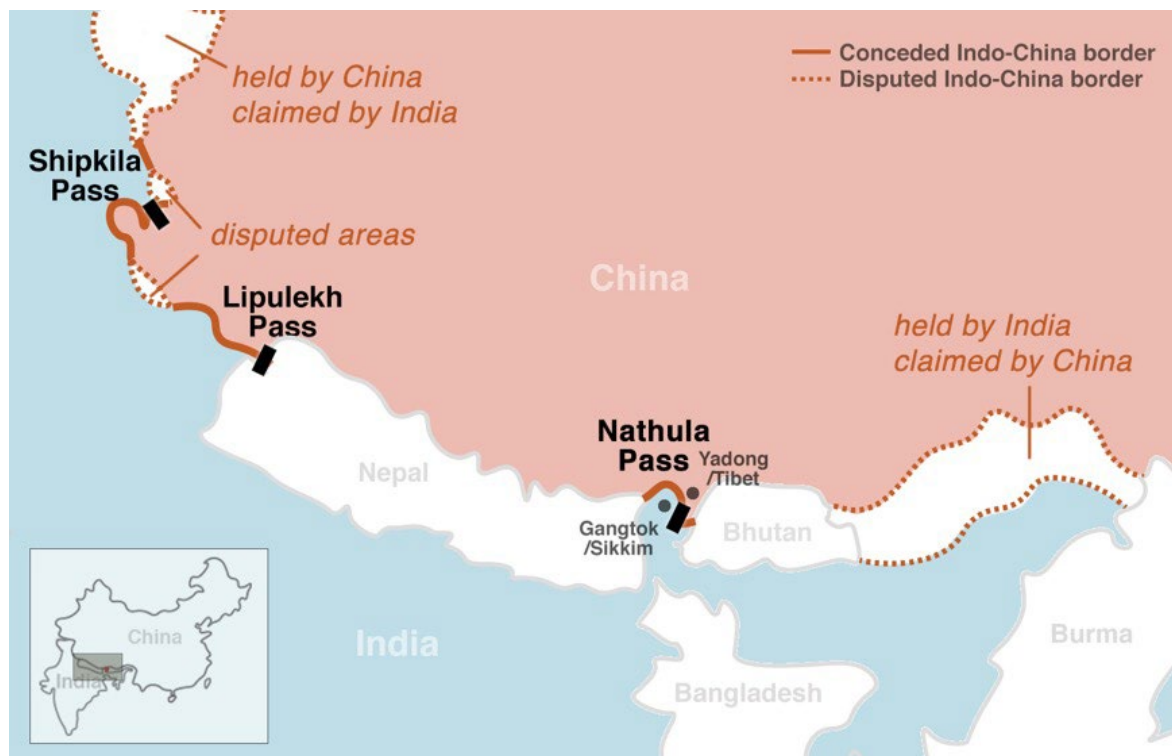 Conceded Indo-China border
Disputed Indo-China border
held by China
claimed by India
Shipkila
Pass
disputed areas
China
Lipulekh
Pass
held by India
claimed by China
Nathula
Pass
Yadong
/Tibet
Nepal
Gangtok
/Sikkim
Bhutan
India
Bangladesh
Burma
China
India